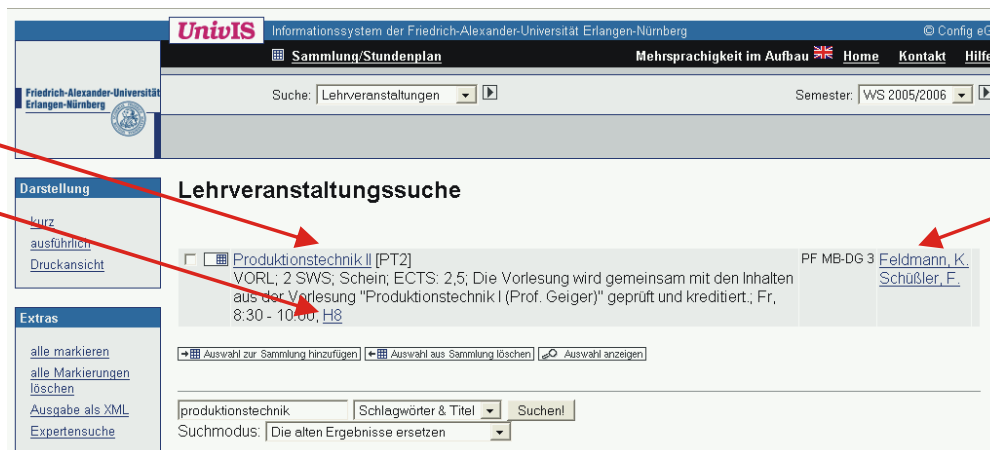 UnivIS Informationssystem der Friedrich-Alexander-Universität Erlangen-Nürnberg © Config eG
Sammlung/Stundenplan Mehrsprachigkeit im Aufbau Home Kontakt Hilfe
Friedrich-Alexander-Universität
Erlangen-Nürnberg
Suche: Lehrveranstaltungen Semester: WS 2005/2006
Darstellung
kurz
ausführlich
Druckansicht
Extras
alle markieren
alle Markierungen
löschen
Ausgabe als XML
Expertensuche
Lehrveranstaltungssuche
Produktionstechnik II [PT2] PF MB-DG 3 Feldmann, K.
VORL; 2 SWS; Schein; ECTS: 2,5; Die Vorlesung wird gemeinsam mit den Inhalten Schüßler, F.
aus der Vorlesung "Produktionstechnik I (Prof. Geiger)" geprüft und kreditiert.; Fr,
8:30 - 10:00, H8
Auswahl zur Sammlung hinzufügen Auswahl aus Sammlung löschen Auswahl anzeigen
produktionstechnik Schlagwörter & Titel Suchen!
Suchmodus: Die alten Ergebnisse ersetzen